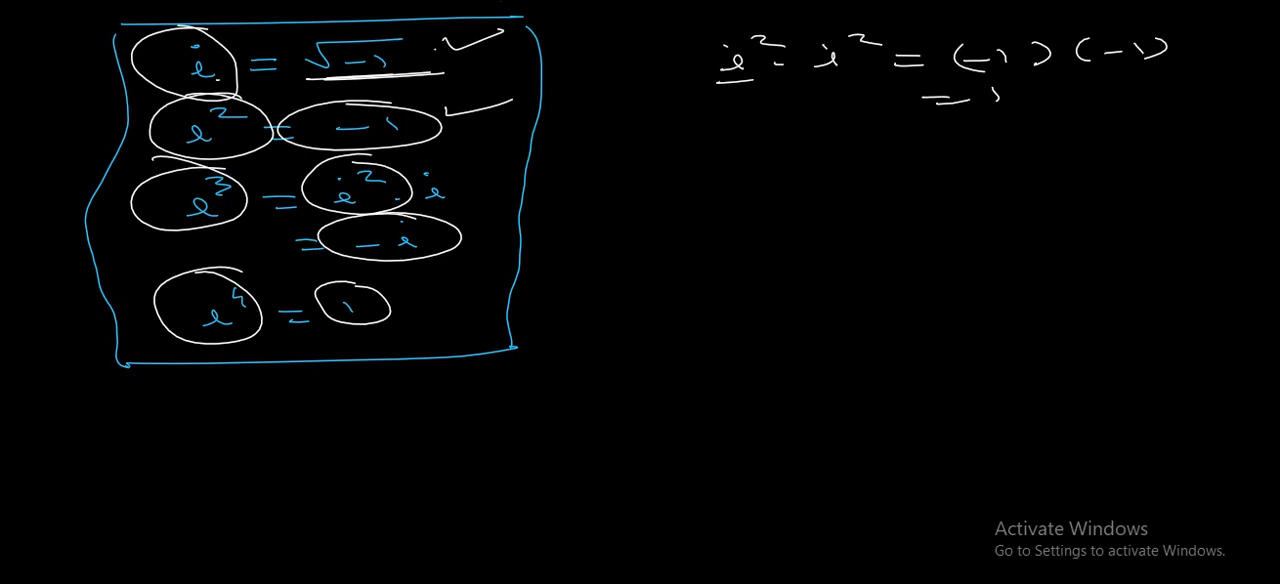 i = √-1
i² = -1
i³ = i² . i
= -i
i⁴ = 1
i² . i² = (-1) (-1)
= 1
Activate Windows
Go to Settings to activate Windows.